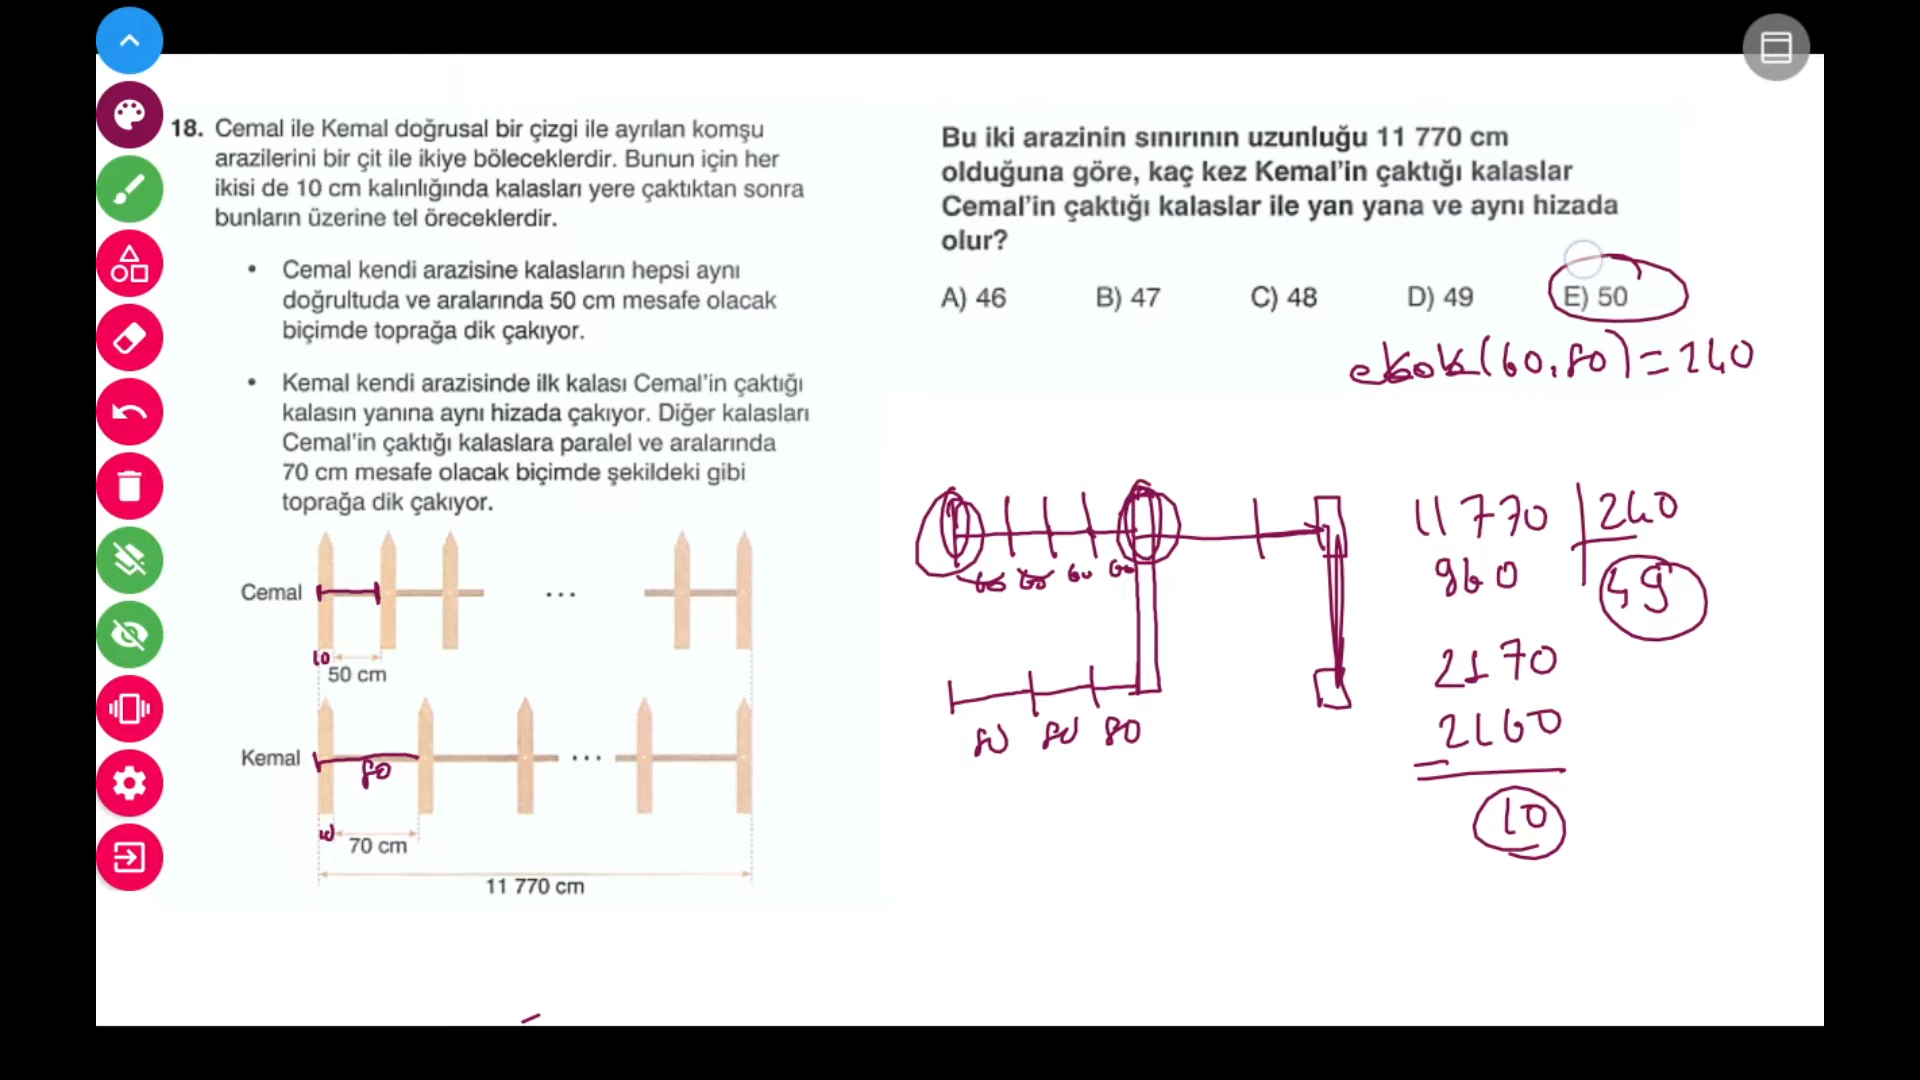 18. Cemal ile Kemal doğrusal bir çizgi ile ayrılan komşu
arazilerini bir çit ile ikiye böleceklerdir. Bunun için her
ikisi de 10 cm kalınlığında kalasları yere çaktıktan sonra
bunların üzerine tel öreceklerdir.
• Cemal kendi arazisine kalasların hepsi aynı
doğrultuda ve aralarında 50 cm mesafe olacak
biçimde toprağa dik çakıyor.
• Kemal kendi arazisinde ilk kalası Cemal'in çaktığı
kalasın yanına aynı hizada çakıyor. Diğer kalasları
Cemal'in çaktığı kalaslara paralel ve aralarında
70 cm mesafe olacak biçimde şekildeki gibi
toprağa dik çakıyor.
Cemal
...
10
50 cm
Kemal
...
80
10
70 cm
11 770 cm
Bu iki arazinin sınırının uzunluğu 11 770 cm
olduğuna göre, kaç kez Kemal'in çaktığı kalaslar
Cemal'in çaktığı kalaslar ile yan yana ve aynı hizada
olur?
A) 46 B) 47 C) 48 D) 49 E) 50
ekok(60,80)=240
60 60 60 60
80 80 80
11770 240
960 49
2170
2160
10